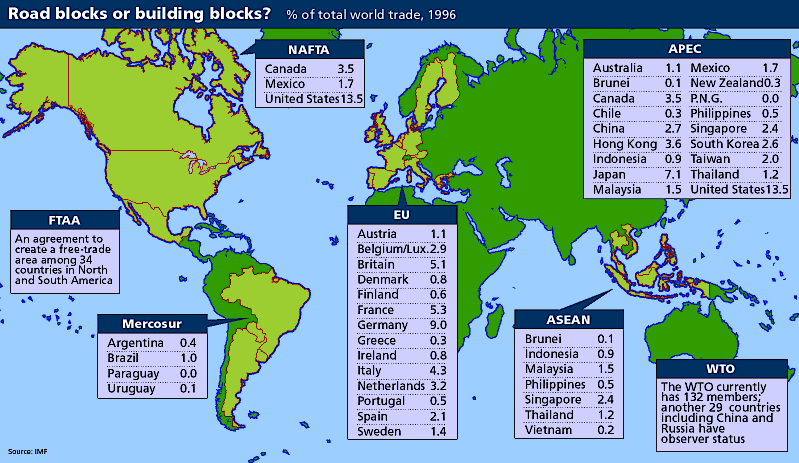 Road blocks or building blocks? % of total world trade, 1996
NAFTA
Canada 3.5
Mexico 1.7
United States 13.5
APEC
Australia 1.1 Mexico 1.7
Brunei 0.1 New Zealand 0.3
Canada 3.5 P.N.G. 0.0
Chile 0.3 Philippines 0.5
China 2.7 Singapore 2.4
Hong Kong 3.6 South Korea 2.6
Indonesia 0.9 Taiwan 2.0
Japan 7.1 Thailand 1.2
Malaysia 1.5 United States 13.5
FTAA
An agreement to
create a free-trade
area among 34
countries in North
and South America
EU
Austria 1.1
Belgium/Lux. 2.9
Britain 5.1
Denmark 0.8
Finland 0.6
France 5.3
Germany 9.0
Greece 0.3
Ireland 0.8
Italy 4.3
Netherlands 3.2
Portugal 0.5
Spain 2.1
Sweden 1.4
Mercosur
Argentina 0.4
Brazil 1.0
Paraguay 0.0
Uruguay 0.1
ASEAN
Brunei 0.1
Indonesia 0.9
Malaysia 1.5
Philippines 0.5
Singapore 2.4
Thailand 1.2
Vietnam 0.2
WTO
The WTO currently
has 132 members;
another 29 countries
including China and
Russia have
observer status
Source: IMF